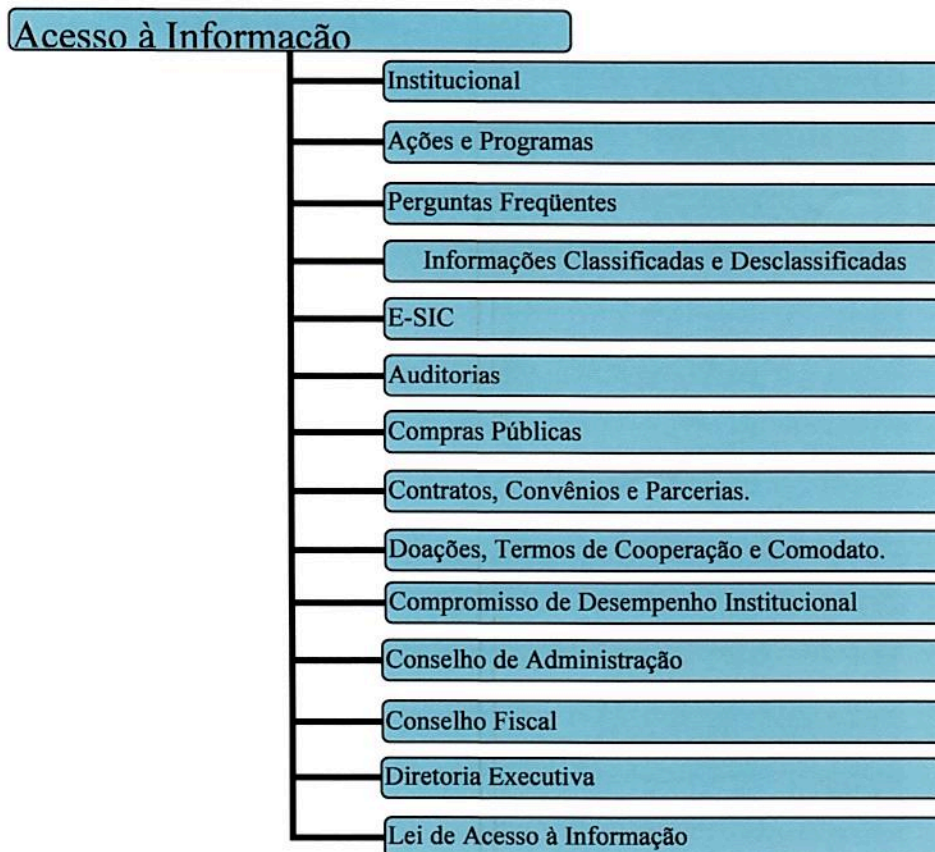 Acesso à Informação
Institucional
Ações e Programas
Perguntas Freqüentes
Informações Classificadas e Desclassificadas
E-SIC
Auditorias
Compras Públicas
Contratos, Convênios e Parcerias.
Doações, Termos de Cooperação e Comodato.
Compromisso de Desempenho Institucional
Conselho de Administração
Conselho Fiscal
Diretoria Executiva
Lei de Acesso à Informação